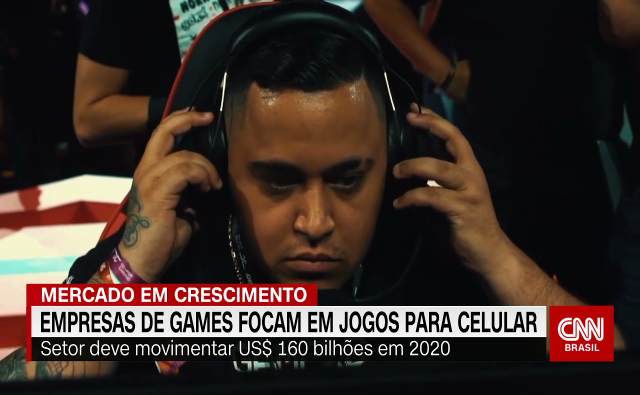 MERCADO EM CRESCIMENTO
EMPRESAS DE GAMES FOCAM EM JOGOS PARA CELULAR
Setor deve movimentar US$ 160 bilhões em 2020
CNN
BRASIL